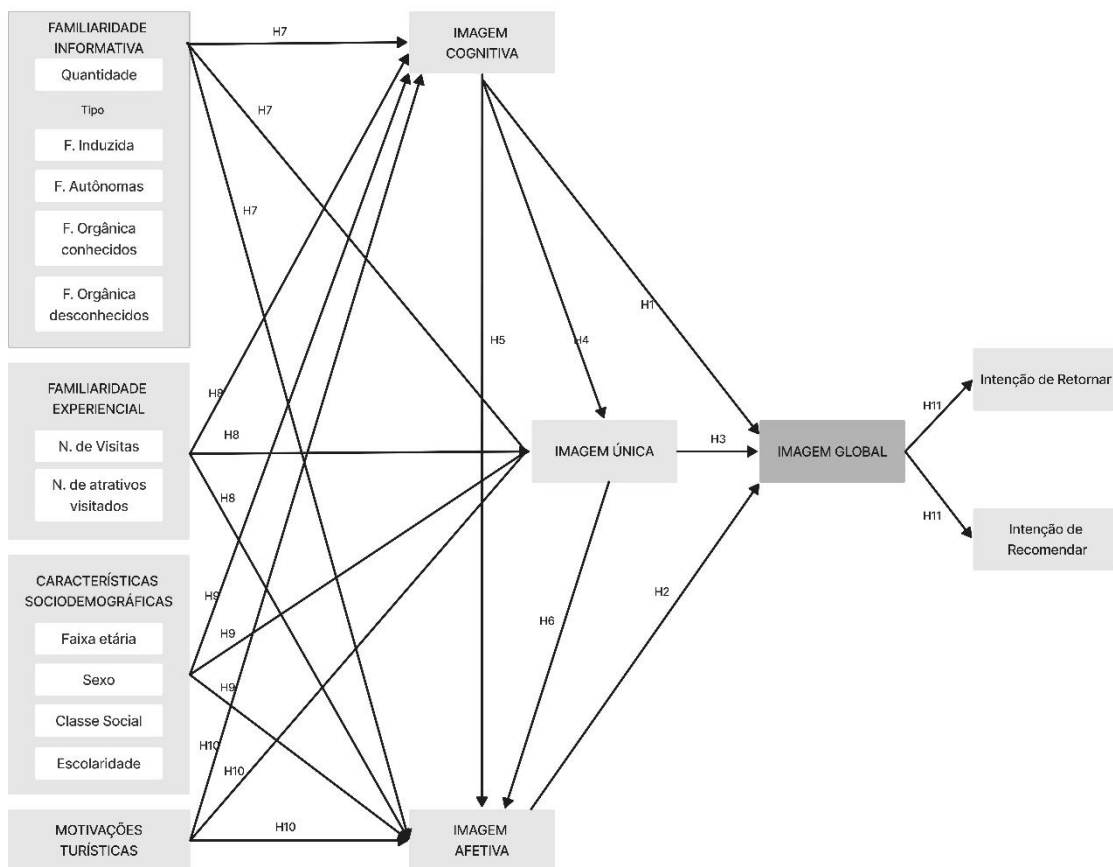 FAMILIARIDADE
INFORMATIVA
Quantidade
Tipo
F. Induzida
F. Autônomas
F. Orgânica
conhecidos
F. Orgânica
desconhecidos
FAMILIARIDADE
EXPERIENCIAL
N. de Visitas
N. de atrativos
visitados
CARACTERÍSTICAS
SOCIODEMOGRÁFICAS
Faixa etária
Sexo
Classe Social
Escolaridade
MOTIVAÇÕES
TURÍSTICAS
H7
H7
H7
H8
H8
H8
H9
H9
H9
H10
H10
H10
IMAGEM
COGNITIVA
H5
H4
H1
IMAGEM ÚNICA
H3
H6
H2
IMAGEM
AFETIVA
IMAGEM GLOBAL
H11
H11
Intenção de Retornar
Intenção de
Recomendar